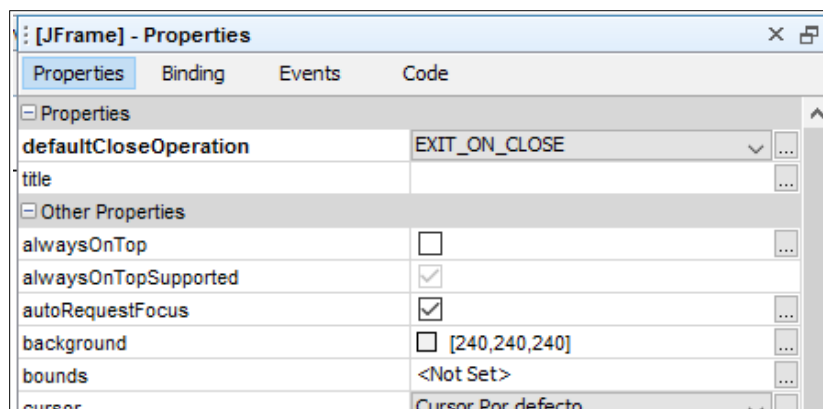 [JFrame] - Properties
Properties Binding Events Code
Properties
defaultCloseOperation EXIT_ON_CLOSE ...
title ...
Other Properties
alwaysOnTop ...
alwaysOnTopSupported
autoRequestFocus ...
background [240,240,240] ...
bounds <Not Set> ...
cursor Cursor Por defecto